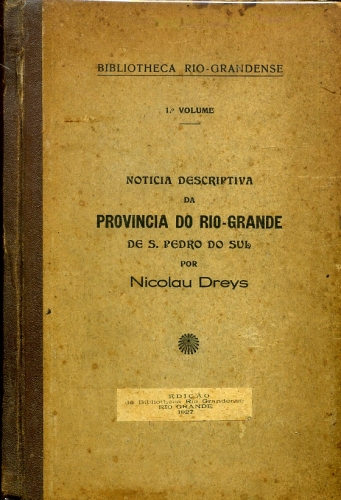 BIBLIOTHECA RIO-GRANDENSE
1.º VOLUME
NOTICIA DESCRIPTIVA
DA
PROVINCIA DO RIO-GRANDE
DE S. PEDRO DO SUL
POR
Nicolau Dreys
EDIÇÃO
da Bibliotheca Rio Grandense
RIO GRANDE
1927